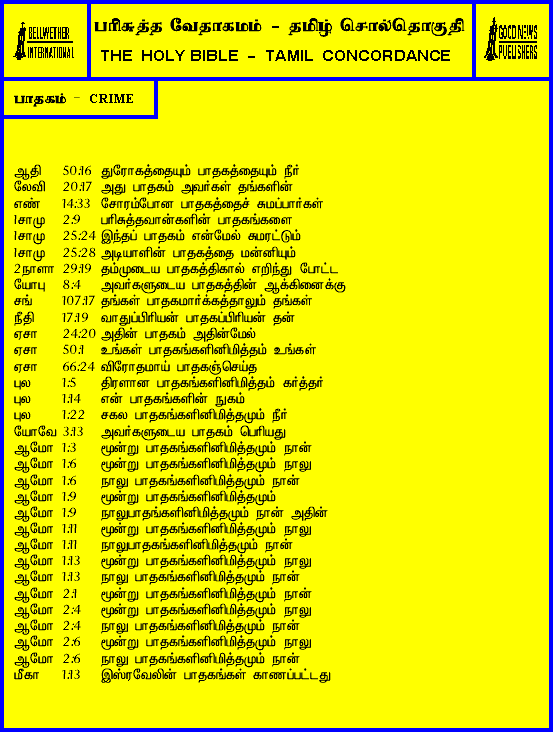 BELLWETHER
INTERNATIONAL
பரிசுத்த வேதாகமம் - தமிழ் சொல்தொகுதி
THE HOLY BIBLE - TAMIL CONCORDANCE
GOOD NEWS
PUBLISHERS
பாதகம் - CRIME
ஆதி 50:16 துரோகத்தையும் பாதகத்தையும் நீர்
லேவி 20:17 அது பாதகம் அவர்கள் தங்களின்
எண் 14:33 சோரம்போன பாதகத்தைச் சுமப்பார்கள்
1சாமு 2:9 பரிசுத்தவான்களின் பாதகங்களை
1சாமு 25:24 இந்தப் பாதகம் என்மேல் சுமரட்டும்
1சாமு 25:28 அடியாளின் பாதகத்தை மன்னியும்
2நாளா 29:19 தம்முடைய பாதகத்திகால் எறிந்து போட்ட
யோபு 8:4 அவர்களுடைய பாதகத்தின் ஆக்கினைக்கு
சங் 107:17 தங்கள் பாதகமார்க்கத்தாலும் தங்கள்
நீதி 17:19 வாதுப்பிரியன் பாதகப்பிரியன் தன்
ஏசா 24:20 அதின் பாதகம் அதின்மேல்
ஏசா 50:1 உங்கள் பாதகங்களினிமித்தம் உங்கள்
ஏசா 66:24 விரோதமாய் பாதகஞ்செய்த
புல 1:5 திரளான பாதகங்களினிமித்தம் கர்த்தர்
புல 1:14 என் பாதகங்களின் நுகம்
புல 1:22 சகல பாதகங்களினிமித்தமும் நீர்
யோவே 3:13 அவர்களுடைய பாதகம் பெரியது
ஆமோ 1:3 மூன்று பாதகங்களினிமித்தமும் நான்
ஆமோ 1:6 மூன்று பாதகங்களினிமித்தமும் நாலு
ஆமோ 1:6 நாலு பாதகங்களினிமித்தமும் நான்
ஆமோ 1:9 மூன்று பாதகங்களினிமித்தமும்
ஆமோ 1:9 நாலுபாதங்களினிமித்தமும் நான் அதின்
ஆமோ 1:11 மூன்று பாதகங்களினிமித்தமும் நாலு
ஆமோ 1:11 நாலுபாதகங்களினிமித்தமும் நான்
ஆமோ 1:13 மூன்று பாதகங்களினிமித்தமும் நாலு
ஆமோ 1:13 நாலு பாதகங்களினிமித்தமும் நான்
ஆமோ 2:1 மூன்று பாதகங்களினிமித்தமும் நான்
ஆமோ 2:4 மூன்று பாதகங்களினிமித்தமும் நாலு
ஆமோ 2:4 நாலு பாதகங்களினிமித்தமும் நான்
ஆமோ 2:6 மூன்று பாதகங்களினிமித்தமும் நாலு
ஆமோ 2:6 நாலு பாதகங்களினிமித்தமும் நான்
மீகா 1:13 இஸ்ரவேலின் பாதகங்கள் காணப்பட்டது